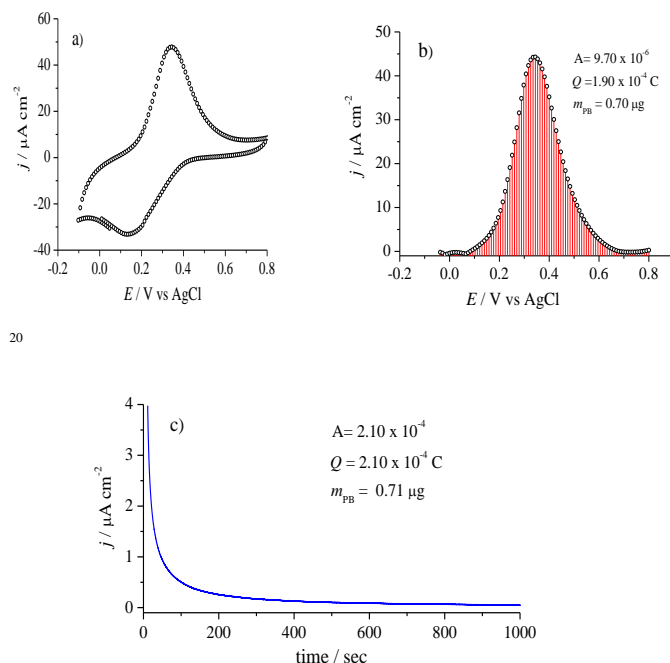 a)
60
40
20
0
-20
-40
-0.2 0.0 0.2 0.4 0.6 0.8
j / µA cm-2
E / V vs AgCl
b)
50
40
30
20
10
0
-0.2 0.0 0.2 0.4 0.6 0.8
j / µA cm-2
E / V vs AgCl
A= 9.70 x 10-6
Q =1.90 x 10-4 C
mPB = 0.70 µg
20
c)
4
3
2
1
0
0 200 400 600 800 1000
j / µA cm-2
time / sec
A= 2.10 x 10-4
Q = 2.10 x 10-4 C
mPB = 0.71 µg